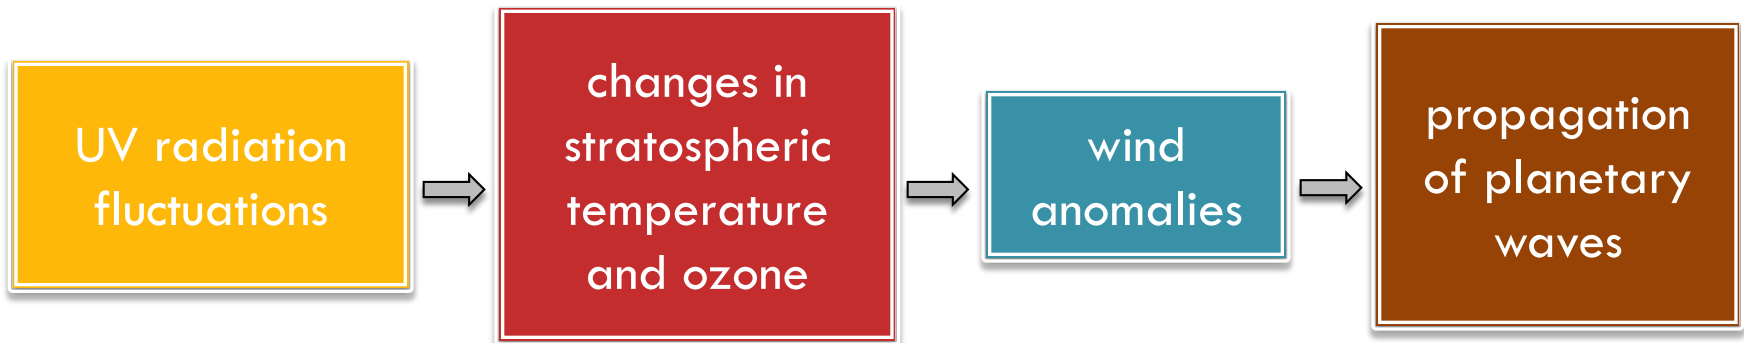 UV radiation
fluctuations
changes in
stratospheric
temperature
and ozone
wind
anomalies
propagation
of planetary
waves